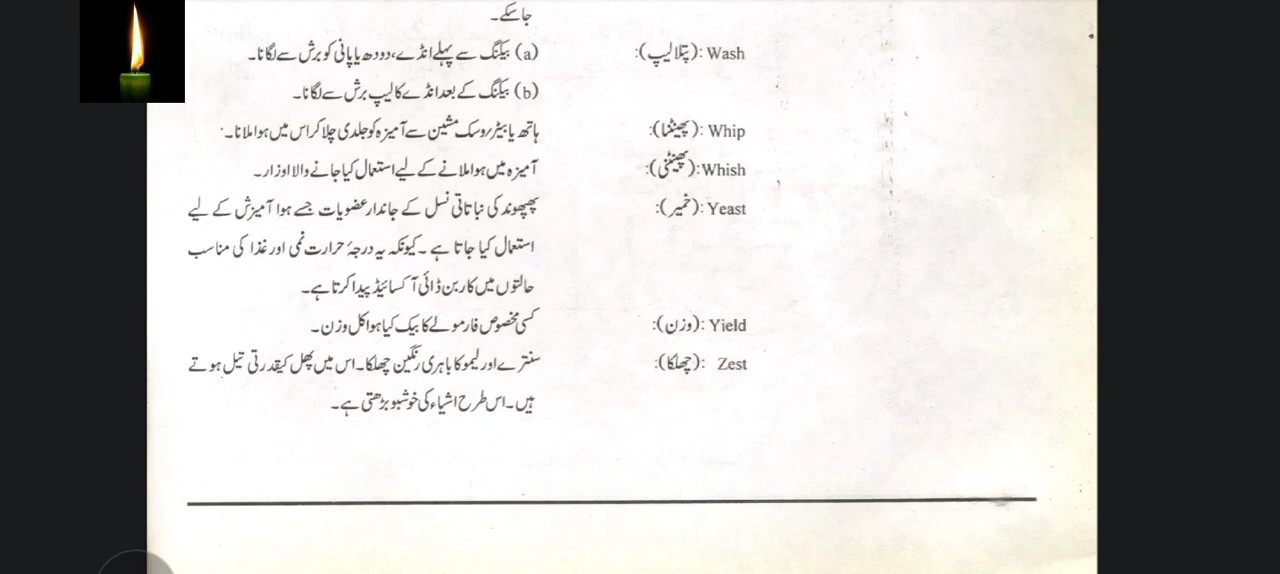 جاسکے۔
Wash :(پتلا لیپ): (a) بیکنگ سے پہلے انڈے، دودھ یا پانی کو برش سے لگانا۔
(b) بیکنگ کے بعد انڈے کا لیپ برش سے لگانا۔
Whip :(پھینٹنا): ہاتھ یا بیٹر/وسک مشین سے آمیزہ کو جلدی چلا کر اس میں ہوا ملانا۔
Whish :(پھینٹنی): آمیزہ میں ہوا ملانے کے لیے استعمال کیا جانے والا اوزار۔
Yeast :(خمیر): پھپھوند کی نباتاتی نسل کے جاندار عضویات جسے ہوا آمیزش کے لیے
استعمال کیا جاتا ہے ۔ کیونکہ یہ درجۂ حرارت نمی اور غذا کی مناسب
حالتوں میں کاربن ڈائی آکسائیڈ پیدا کرتا ہے۔
Yield :(وزن): کسی مخصوص فارمولے کا بیک کیا ہوا کل وزن۔
Zest :(چھلکا): سنترے اور لیمو کا باہری رنگین چھلکا۔ اس میں پھل کیقدرتی تیل ہوتے
ہیں۔ اس طرح اشیاء کی خوشبو بڑھتی ہے۔